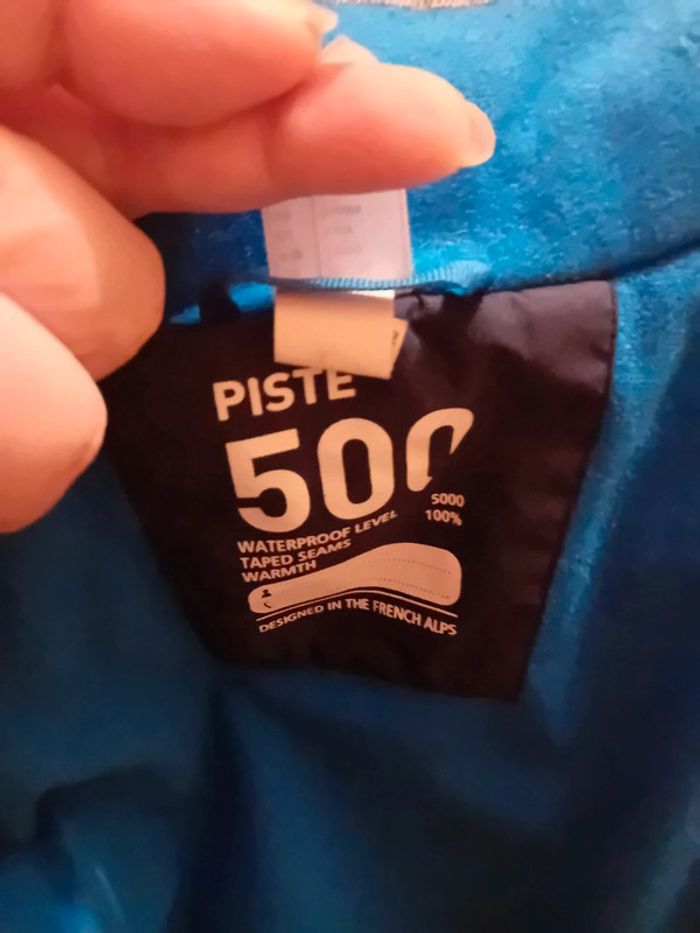 PISTE
500
WATERPROOF LEVEL 5000
TAPED SEAMS 100%
WARMTH
DESIGNED IN THE FRENCH ALPS